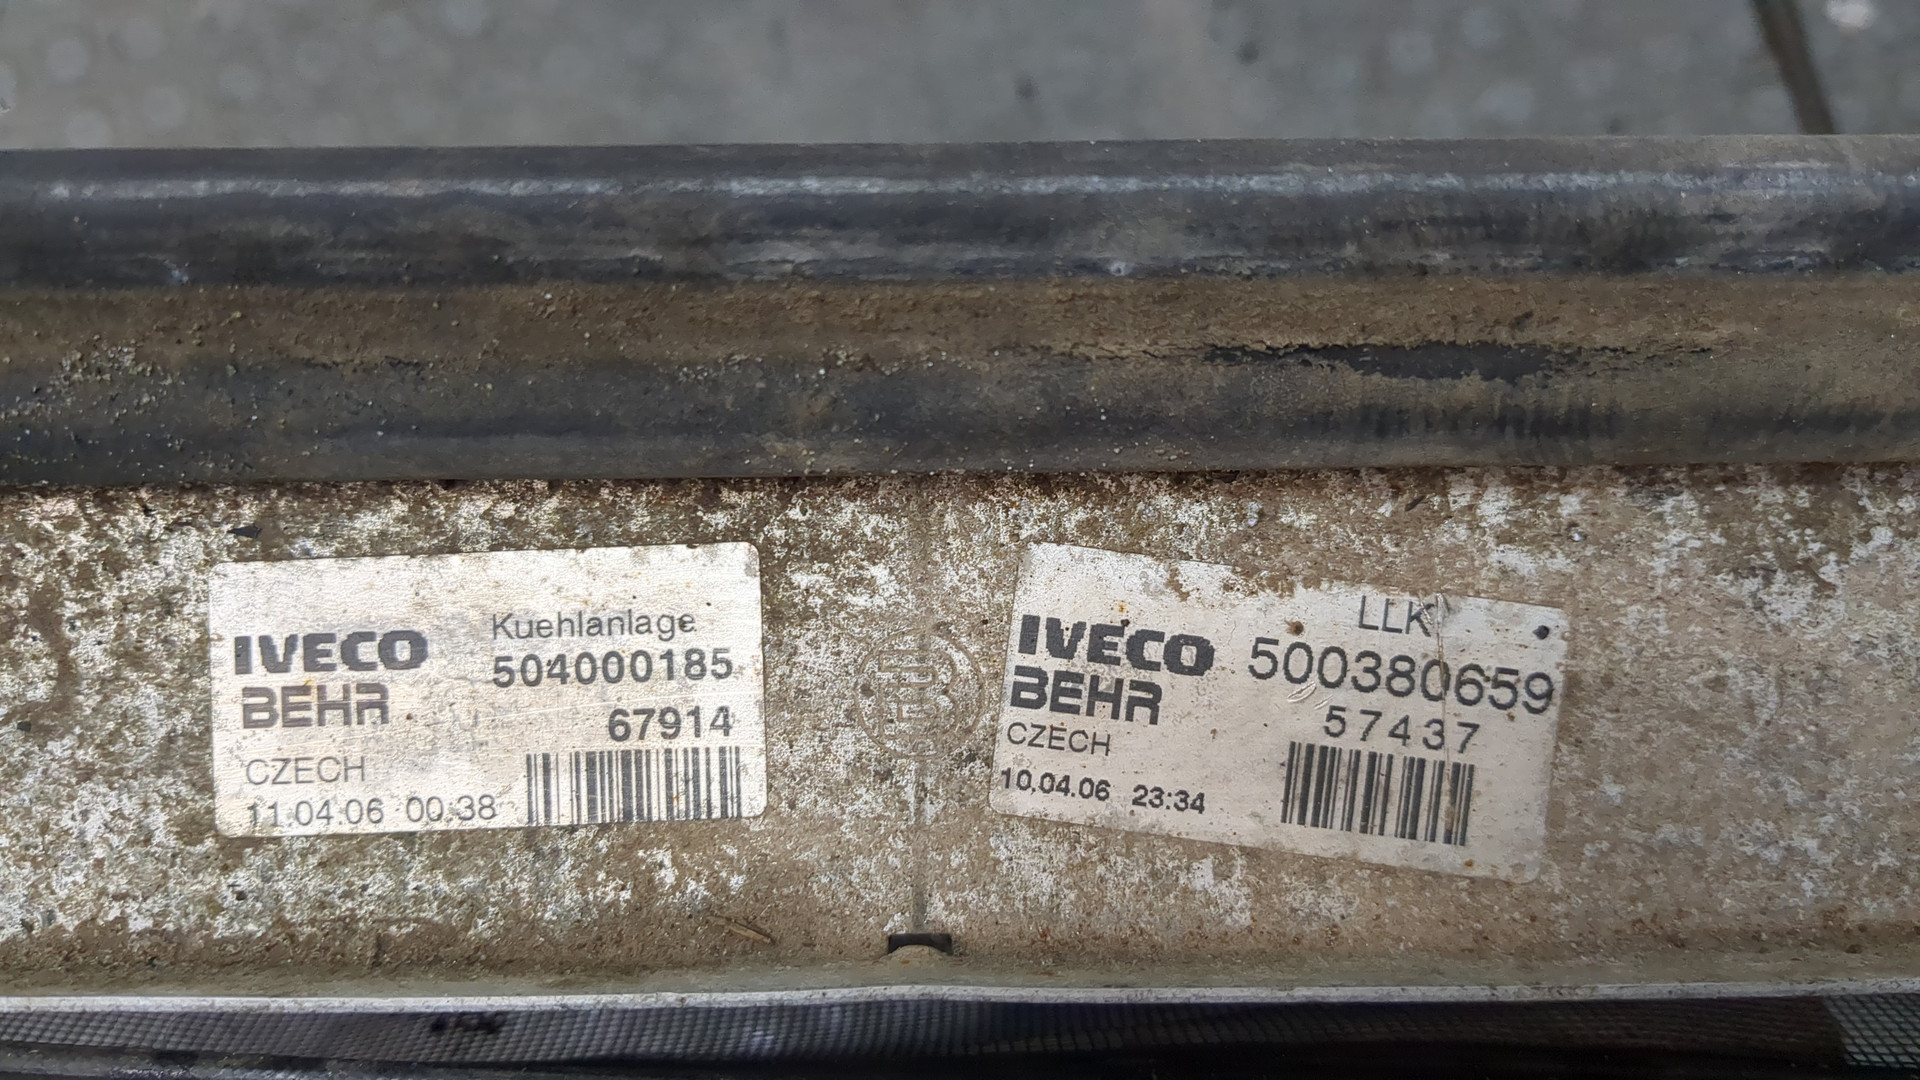 Kuehlanlage
IVECO 504000185
BEHR 67914
CZECH
11.04.06 00:38
LLK
IVECO 500380659
BEHR 57437
CZECH
10.04.06 23:34